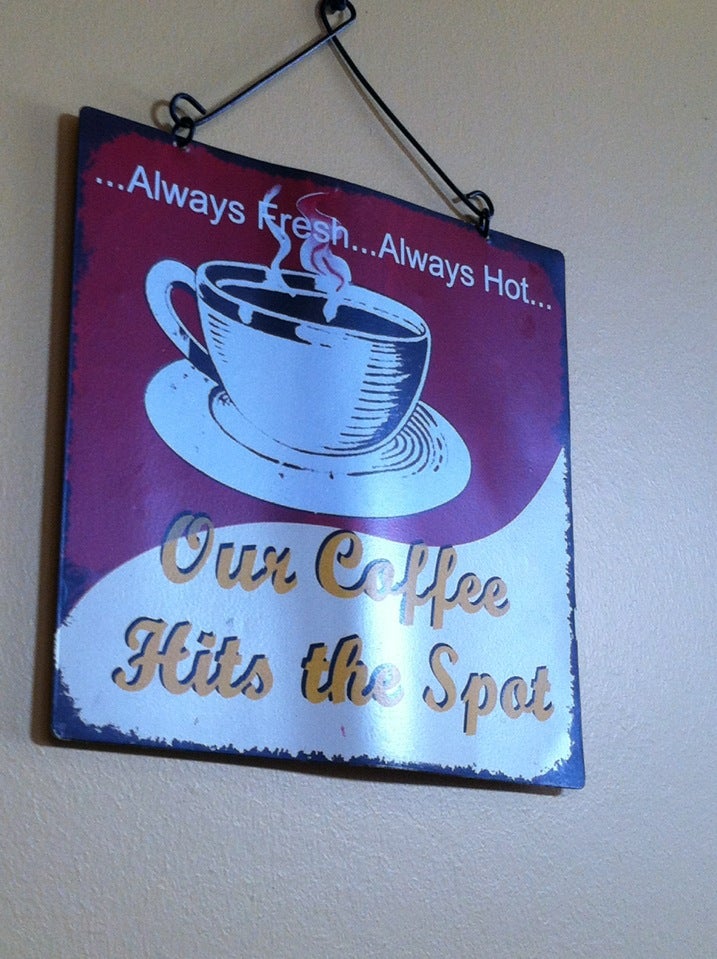 ...Always Fresh...Always Hot...
Our Coffee
Hits the Spot